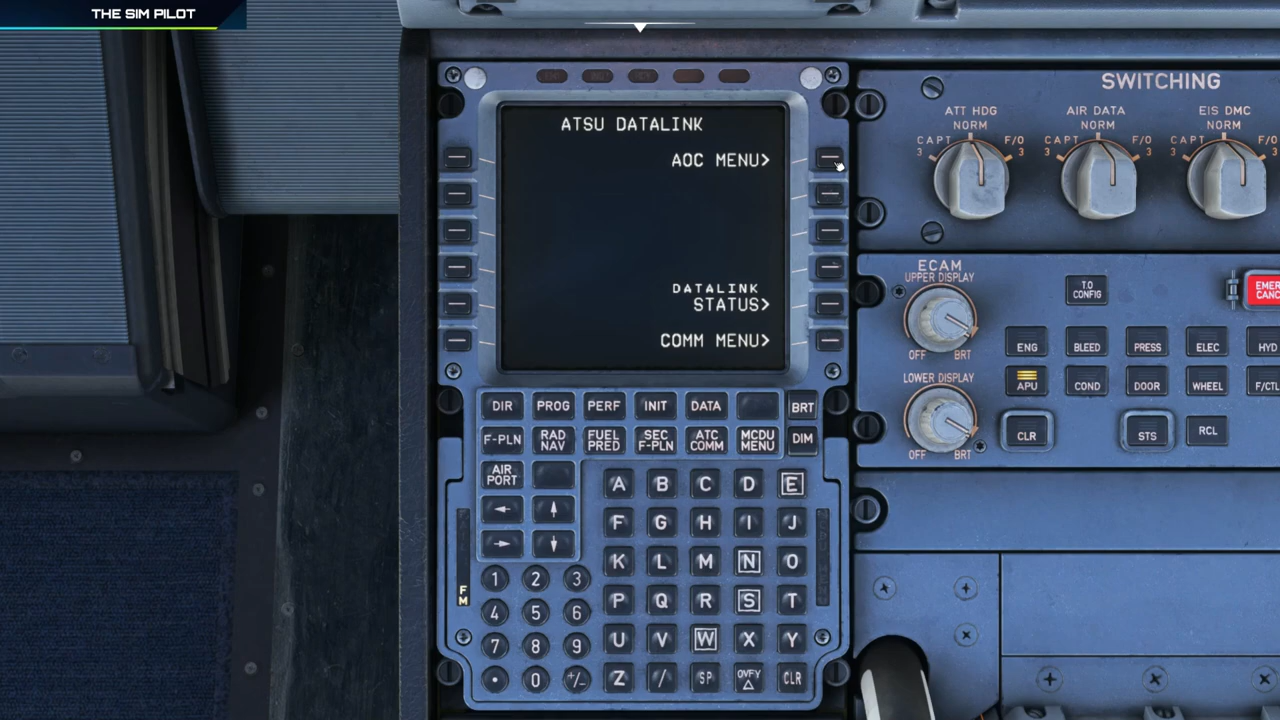 THE SIM PILOT
ATSU DATALINK
AOC MENU>
DATALINK
STATUS>
COMM MENU>
DIR PROG PERF INIT DATA BRT
F-PLN RAD NAV FUEL PRED SEC F-PLN ATC COMM MCDU MENU DIM
AIR PORT
← ↑
→ ↓
A B C D E
F G H I J
K L M N O
P Q R S T
U V W X Y
Z / SP OVFY △ CLR
1 2 3
4 5 6
7 8 9
. 0 +/-
FM
SWITCHING
ATT HDG AIR DATA EIS DMC
NORM NORM NORM
CAPT 3 F/O 3 CAPT 3 F/O 3 CAPT 3 F/O 3
ECAM
UPPER DISPLAY
OFF BRT
LOWER DISPLAY
OFF BRT
T.O CONFIG
ENG BLEED PRESS ELEC HYD
APU COND DOOR WHEEL F/CTL
CLR STS RCL